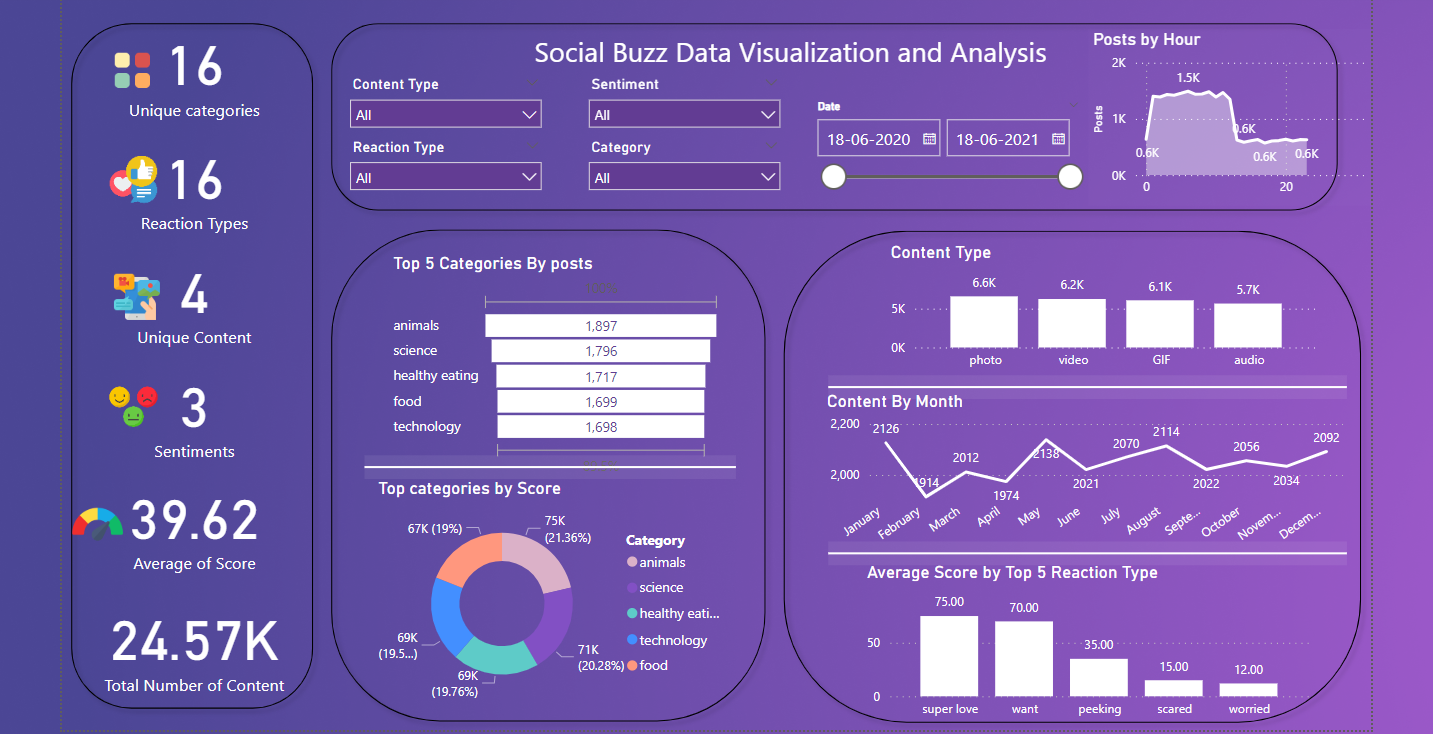 16
Unique categories
16
Reaction Types
4
Unique Content
3
Sentiments
39.62
Average of Score
24.57K
Total Number of Content
Social Buzz Data Visualization and Analysis
Content Type
All
Sentiment
All
Reaction Type
All
Category
All
Date
18-06-2020
18-06-2021
Posts by Hour
Posts
2K
1K
0K
1.5K
0.6K
0.6K
0.6K
0.6K
0
20
Top 5 Categories By posts
animals 1,897
science 1,796
healthy eating 1,717
food 1,699
technology 1,698
Top categories by Score
67K (19%)
75K
(21.36%)
69K
(19.5...)
69K
(19.76%)
71K
(20.28%)
Category
animals
science
healthy eati...
technology
food
Content Type
5K
0K
6.6K 6.2K 6.1K 5.7K
photo video GIF audio
Content By Month
2,200
2,000
2126 1914 2012 1974 2138 2021 2070 2114 2022 2056 2034 2092
January February March April May June July August Septe... October Novem... Decem...
Average Score by Top 5 Reaction Type
50
0
75.00 70.00 35.00 15.00 12.00
super love want peeking scared worried